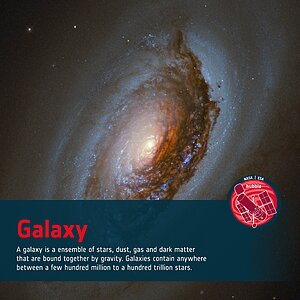 NASA / ESA
hubble
Galaxy
A galaxy is a ensemble of stars, dust, gas and dark matter
that are bound together by gravity. Galaxies contain anywhere
between a few hundred million to a hundred trillion stars.